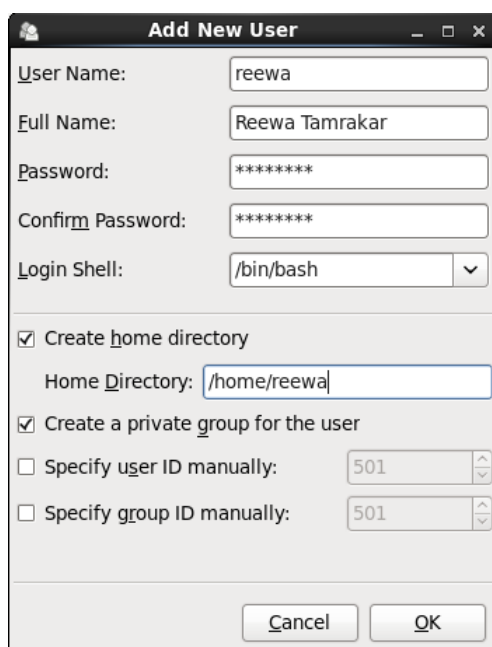 Add New User
User Name: reewa
Full Name: Reewa Tamrakar
Password: ********
Confirm Password: ********
Login Shell: /bin/bash
Create home directory
Home Directory: /home/reewa
Create a private group for the user
Specify user ID manually: 501
Specify group ID manually: 501
Cancel OK